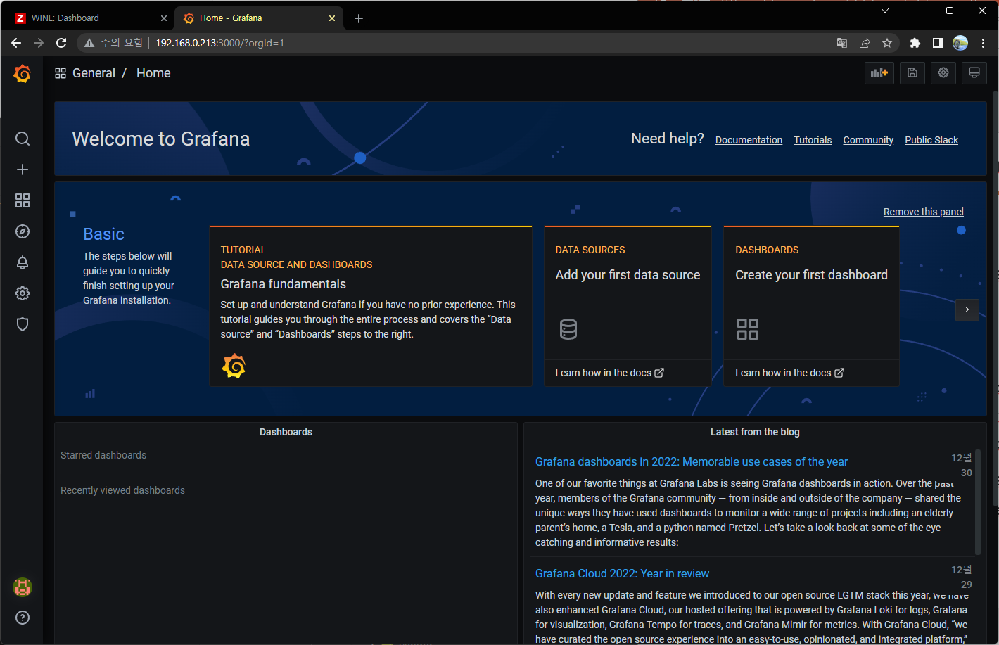 WINE: Dashboard
Home - Grafana
주의 요함
192.168.0.213:3000/?orgId=1
General / Home
Welcome to Grafana
Need help?
Documentation
Tutorials
Community
Public Slack
Remove this panel
Basic
The steps below will
guide you to quickly
finish setting up your
Grafana installation.
TUTORIAL
DATA SOURCE AND DASHBOARDS
Grafana fundamentals
Set up and understand Grafana if you have no prior experience. This
tutorial guides you through the entire process and covers the “Data
source” and “Dashboards” steps to the right.
DATA SOURCES
Add your first data source
Learn how in the docs
DASHBOARDS
Create your first dashboard
Learn how in the docs
Dashboards
Starred dashboards
Recently viewed dashboards
Latest from the blog
Grafana dashboards in 2022: Memorable use cases of the year
12월
30
One of our favorite things at Grafana Labs is seeing Grafana dashboards in action. Over the past
year, members of the Grafana community — from inside and outside of the company — shared the
unique ways they have used dashboards to monitor a wide range of projects including an elderly
parent’s home, a Tesla, and a python named Pretzel. Let’s take a look back at some of the eye-
catching and informative results:
Grafana Cloud 2022: Year in review
12월
29
With every new update and feature we introduced to our open source LGTM stack this year, we have
also enhanced Grafana Cloud, our hosted offering that is powered by Grafana Loki for logs, Grafana
for visualization, Grafana Tempo for traces, and Grafana Mimir for metrics. With Grafana Cloud, “we
have curated the open source experience into an easy-to-use, opinionated, and integrated platform,”